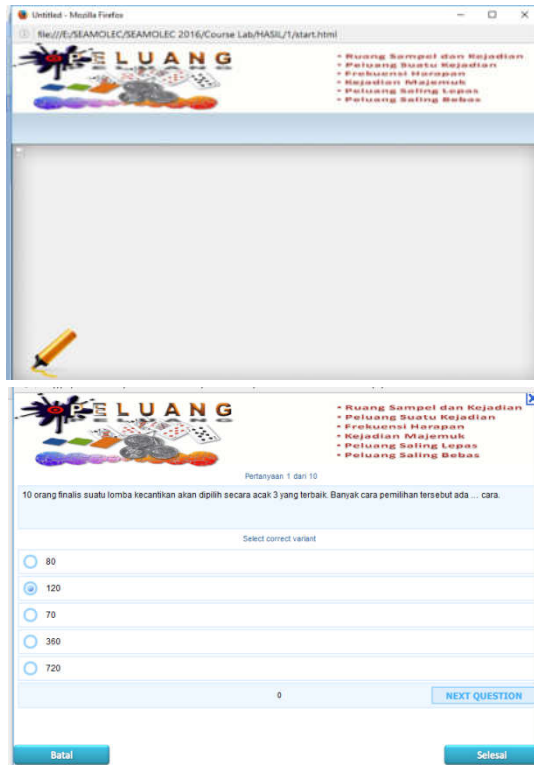 Untitled - Mozilla Firefox
file:///E:/SEAMOLEC/SEAMOLEC 2016/Course Lab/HASIL/1/start.html
PELUANG
• Ruang Sampel dan Kejadian
• Peluang Suatu Kejadian
• Frekuensi Harapan
• Kejadian Majemuk
• Peluang Saling Lepas
• Peluang Saling Bebas
PELUANG
• Ruang Sampel dan Kejadian
• Peluang Suatu Kejadian
• Frekuensi Harapan
• Kejadian Majemuk
• Peluang Saling Lepas
• Peluang Saling Bebas
Pertanyaan 1 dari 10
10 orang finalis suatu lomba kecantikan akan dipilih secara acak 3 yang terbaik. Banyak cara pemilihan tersebut ada ... cara.
Select correct variant
80
120
70
360
720
0
NEXT QUESTION
Batal
Selesai